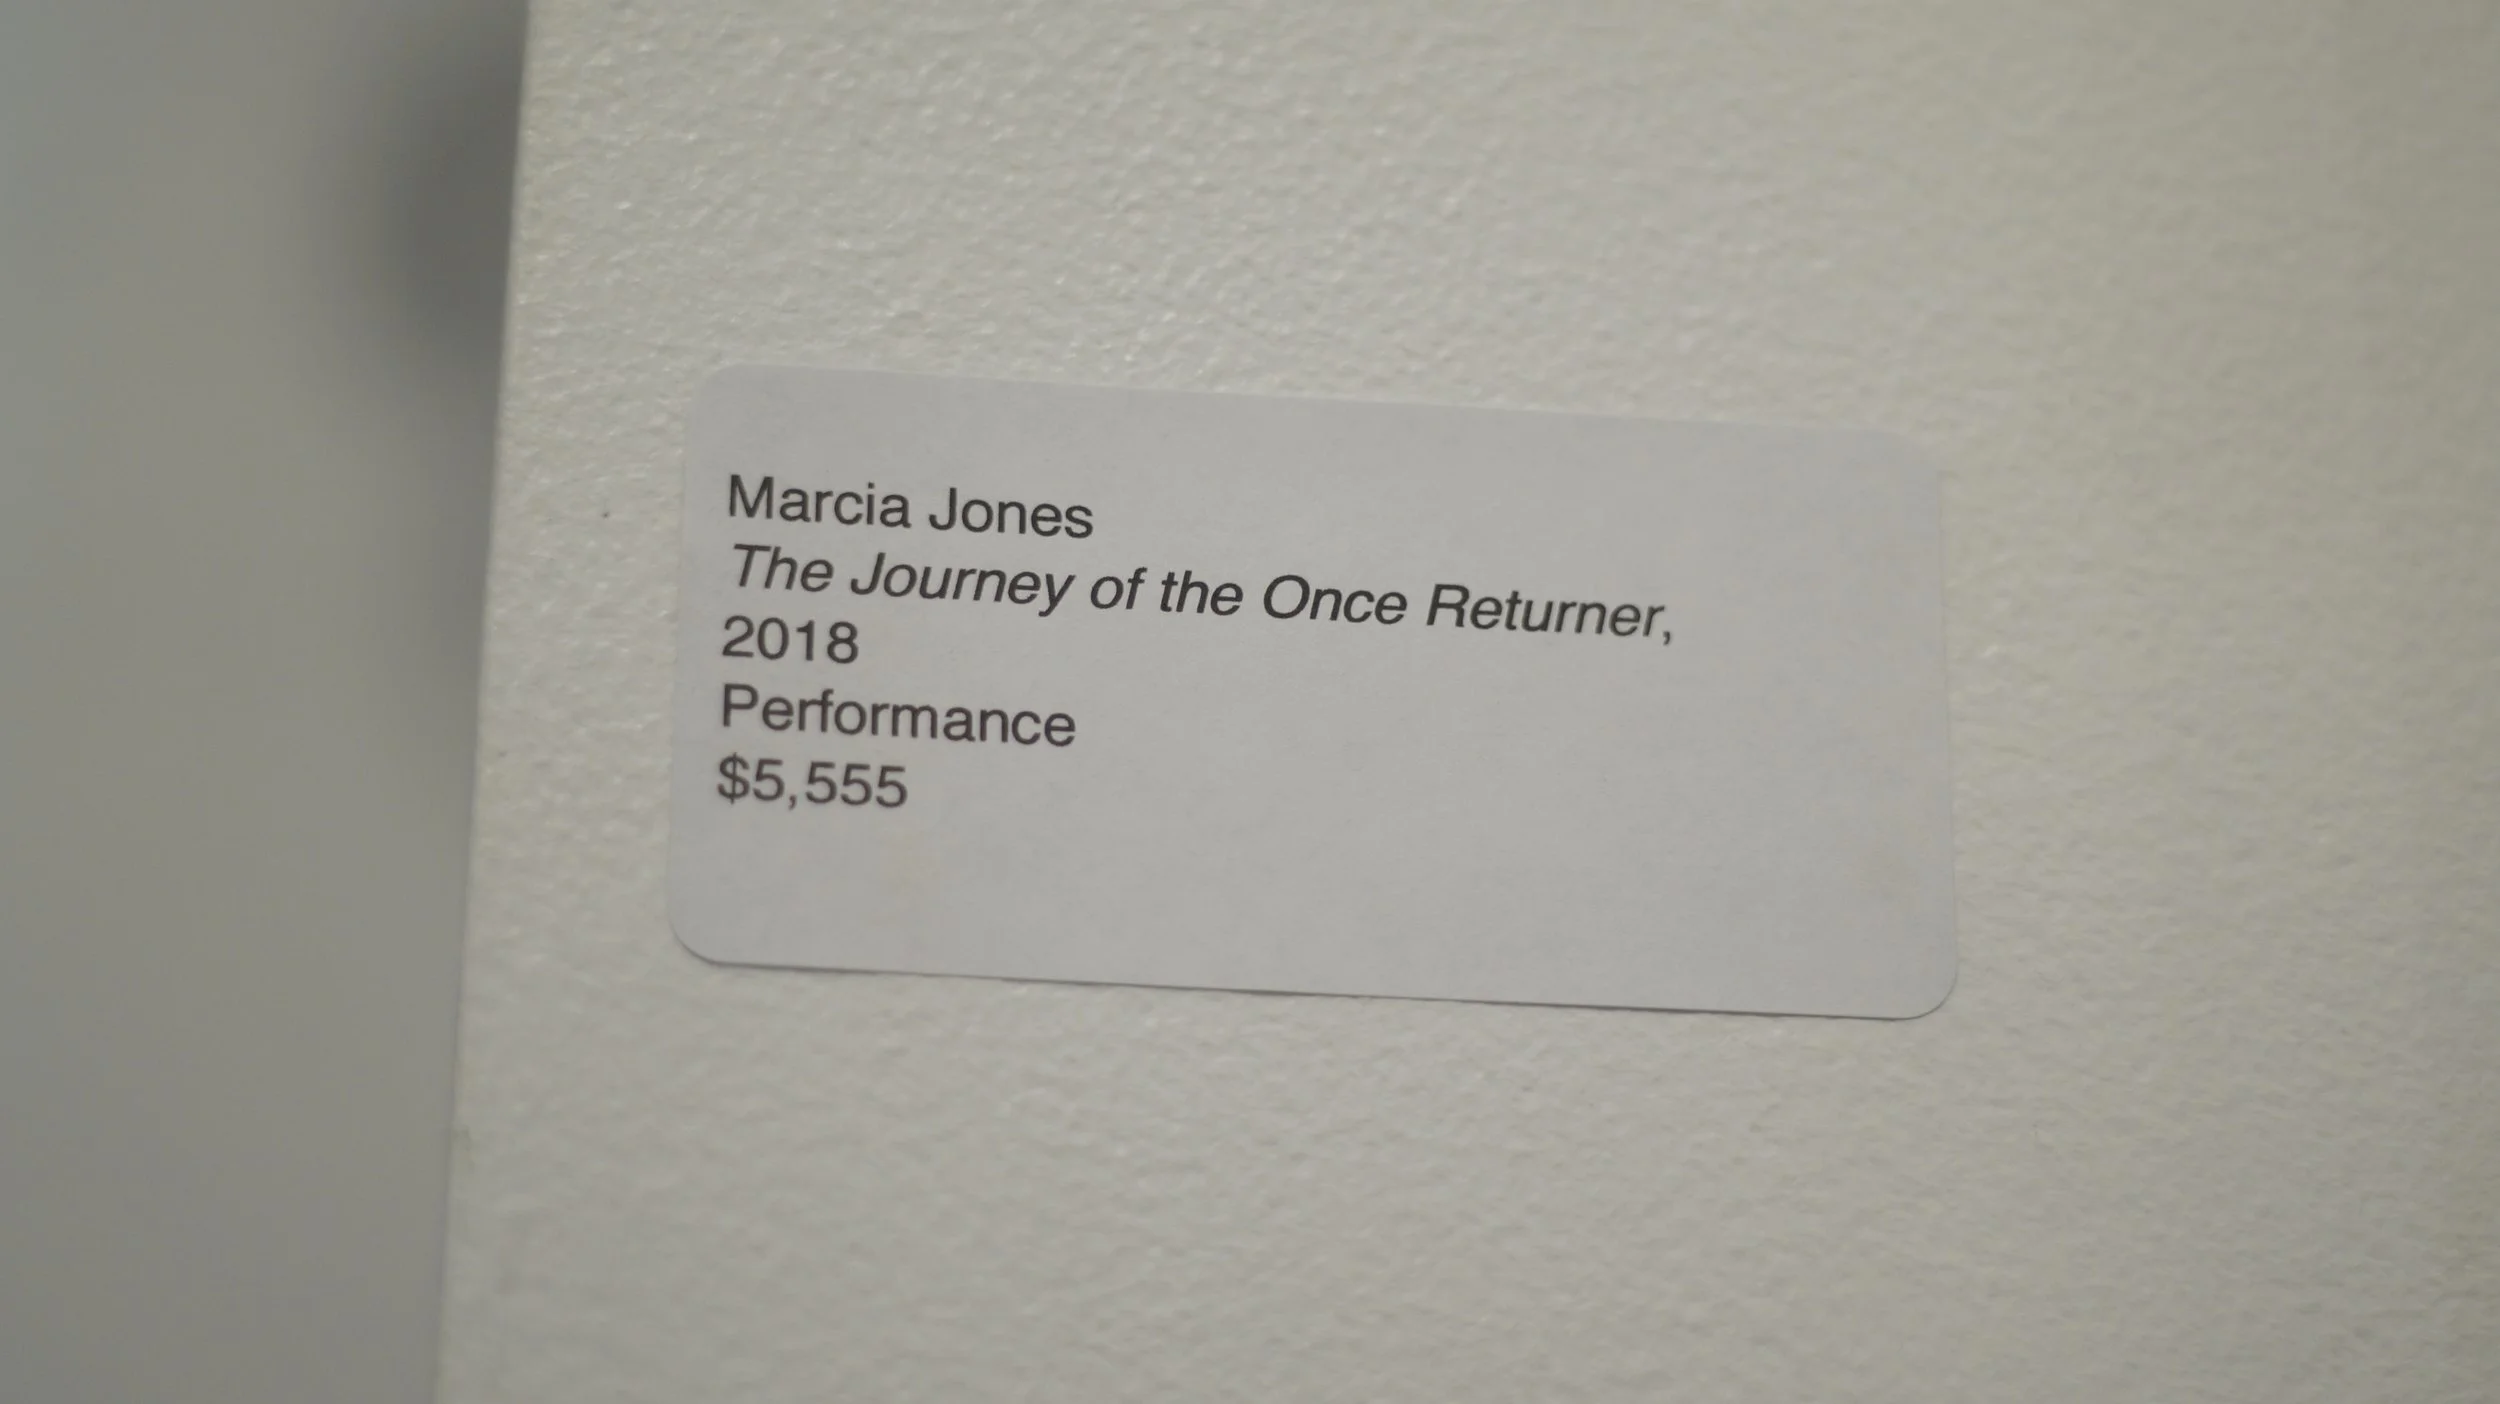 Marcia Jones
The Journey of the Once Returner,
2018
Performance
$5,555